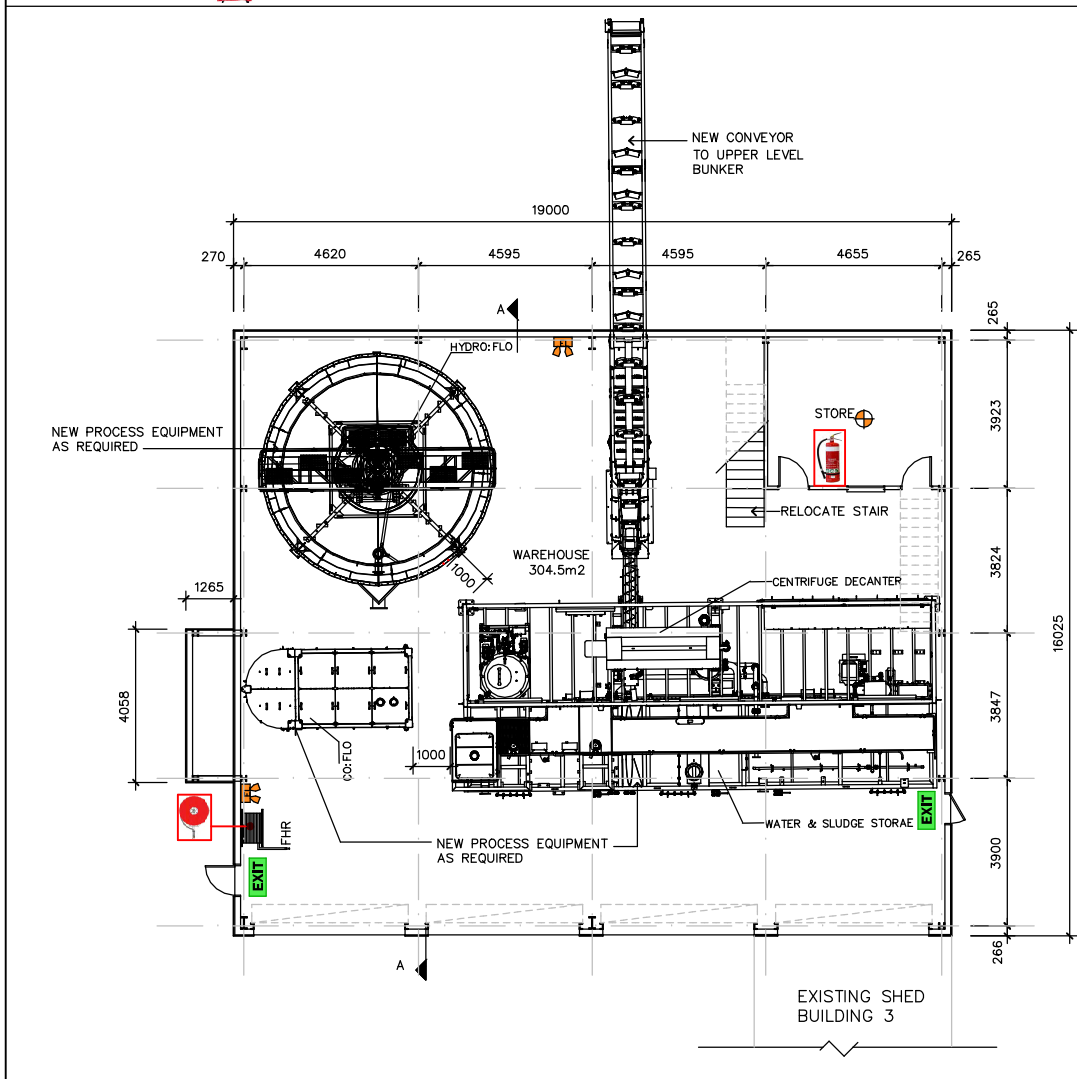 NEW CONVEYOR
TO UPPER LEVEL
BUNKER
19000
270
4620
4595
4595
4655
265
A
265
HYDRO:FLO
STORE
3923
NEW PROCESS EQUIPMENT
AS REQUIRED
RELOCATE STAIR
WAREHOUSE
304.5m2
1000
3824
CENTRIFUGE DECANTER
1265
16025
4058
3847
CO:FLO
1000
EXIT
WATER & SLUDGE STORAE
FHR
NEW PROCESS EQUIPMENT
AS REQUIRED
3900
EXIT
A
266
EXISTING SHED
BUILDING 3